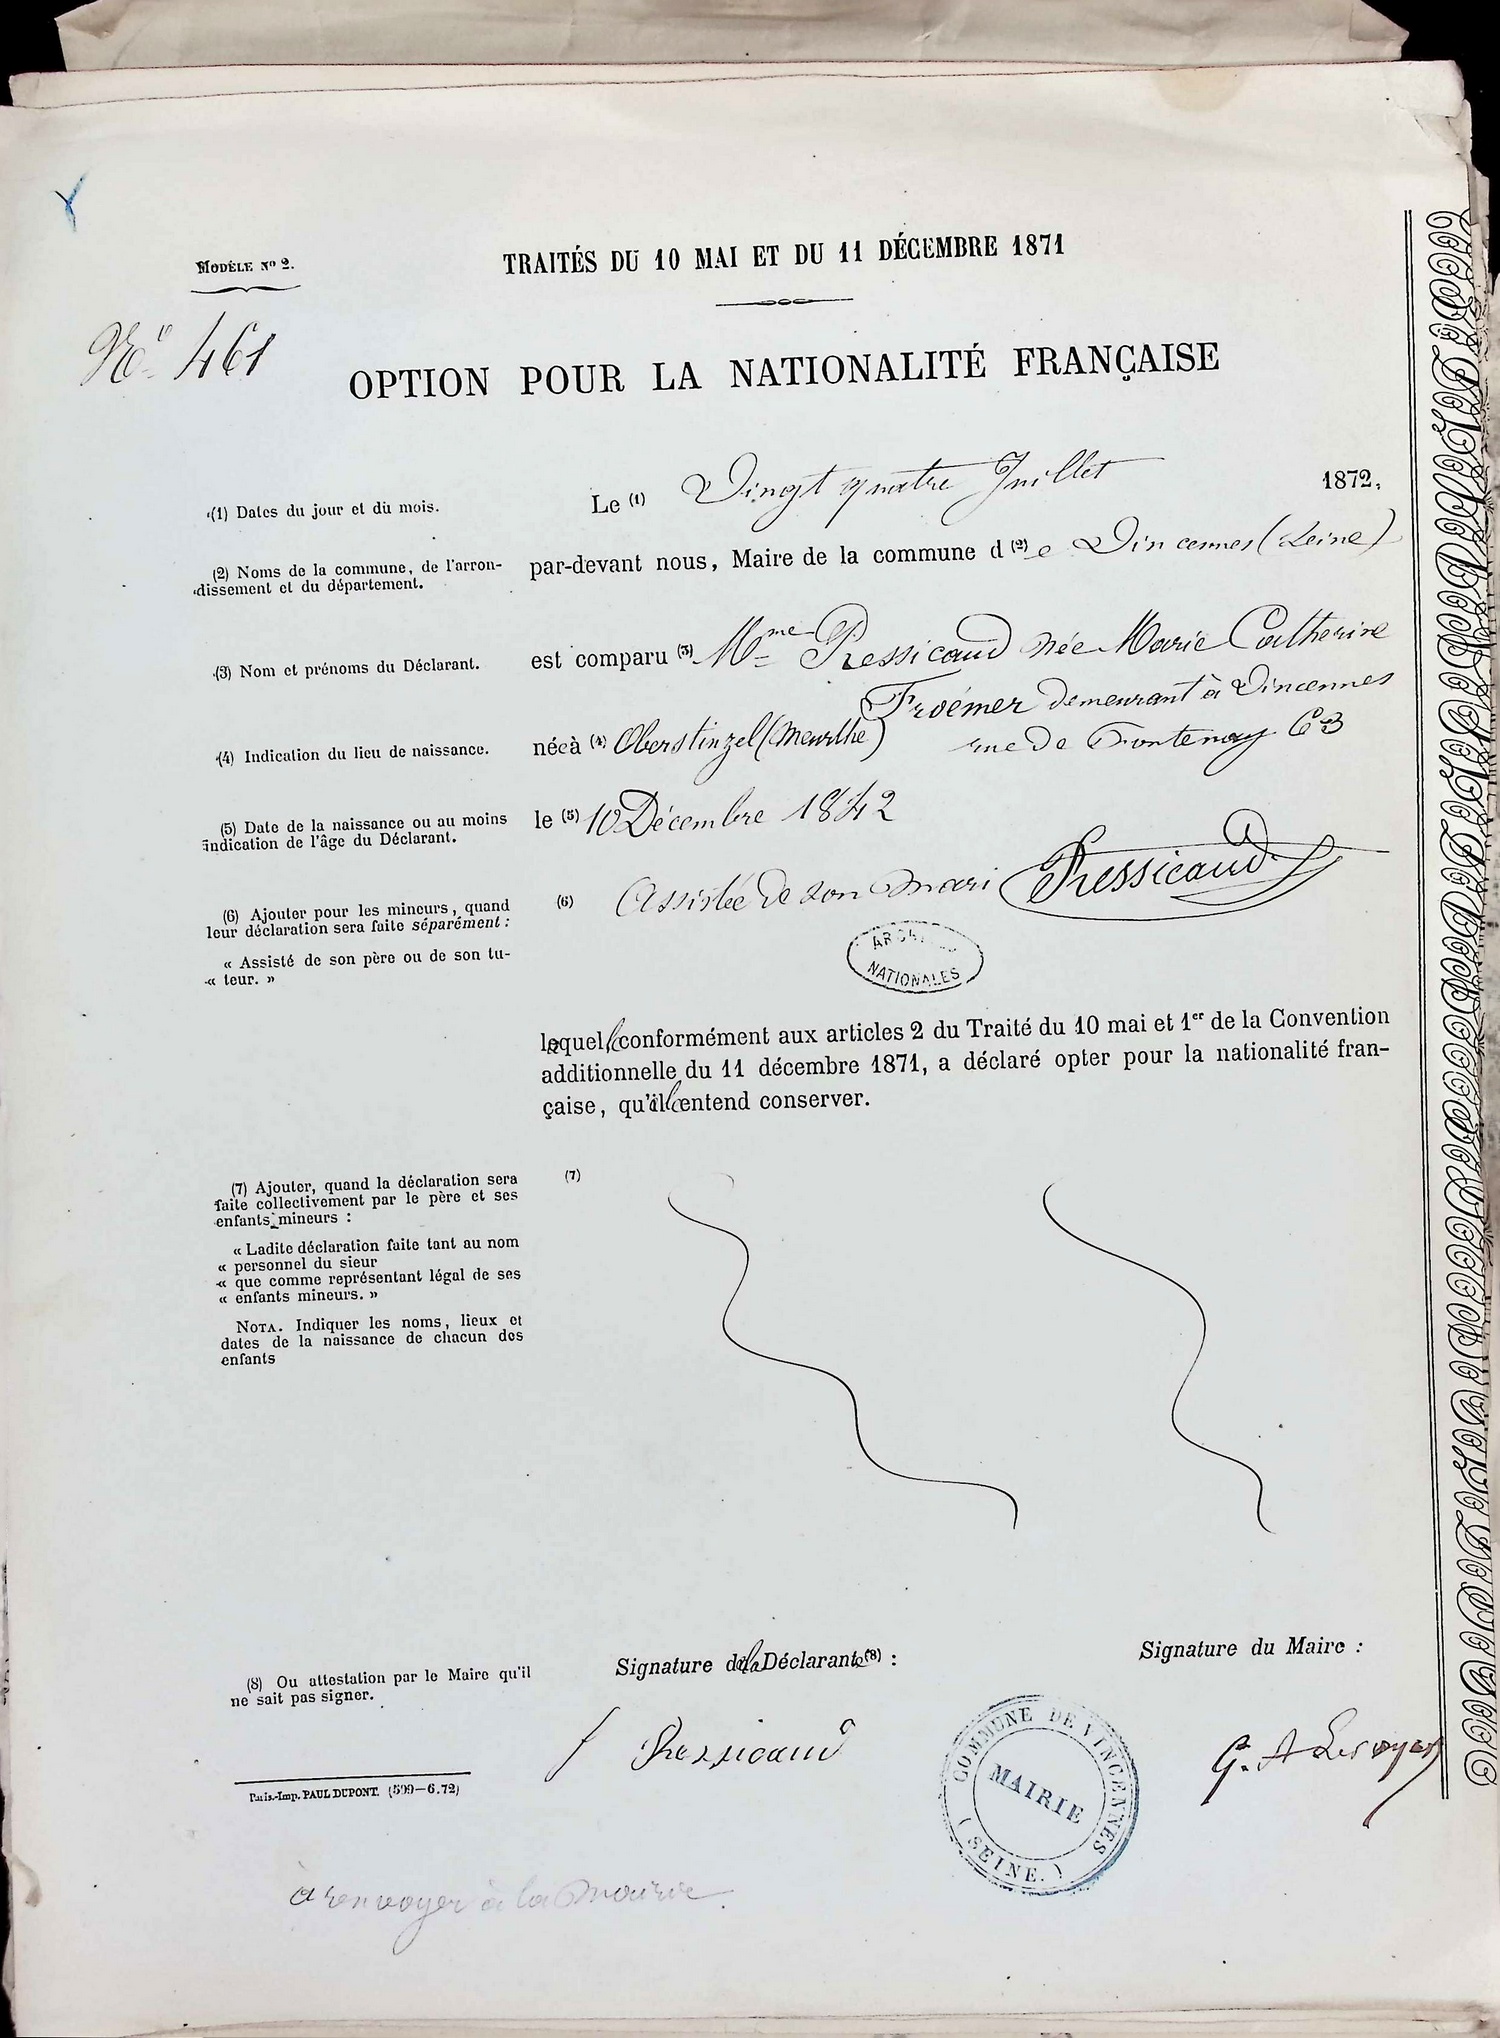 MODÈLE Nº 2.
TRAITÉS DU 10 MAI ET DU 11 DÉCEMBRE 1871
Nº 461
OPTION POUR LA NATIONALITÉ FRANÇAISE
(1) Dates du jour et du mois.
Le (1) Vingt quatre Juillet 1872,
(2) Noms de la commune, de l'arron-
dissement et du département.
par-devant nous, Maire de la commune d (2) e Vincennes (Seine)
(3) Nom et prénoms du Déclarant.
est comparu (3) Mme Pressicaud née Marie Catherine
Froëmer demeurant à Vincennes
rue de Fontenay 63
(4) Indication du lieu de naissance.
née à (4) Oberstinzel (Meurthe)
(5) Date de la naissance ou au moins
indication de l'âge du Déclarant.
le (5) 10 Décembre 1842
(6) Ajouter pour les mineurs, quand
leur déclaration sera faite séparément :
« Assisté de son père ou de son tu-
« teur. »
(6) Assistée de son mari Pressicaud
ARCHIVES
NATIONALES
laquelle conformément aux articles 2 du Traité du 10 mai et 1er de la Convention
additionnelle du 11 décembre 1871, a déclaré opter pour la nationalité fran-
çaise, qu'elle entend conserver.
(7) Ajouter, quand la déclaration sera
faite collectivement par le père et ses
enfants mineurs :
« Ladite déclaration faite tant au nom
« personnel du sieur
« que comme représentant légal de ses
« enfants mineurs. »
NOTA. Indiquer les noms, lieux et
dates de la naissance de chacun des
enfants
(7)
(8) Ou attestation par le Maire qu'il
ne sait pas signer.
Signature de la Déclarante (8) :
Signature du Maire :
f Pressicaud
COMMUNE DE VINCENNES
MAIRIE
(SEINE.)
Paris.-Imp. PAUL DUPONT. (599—6.72)
à renvoyer à la Mairie